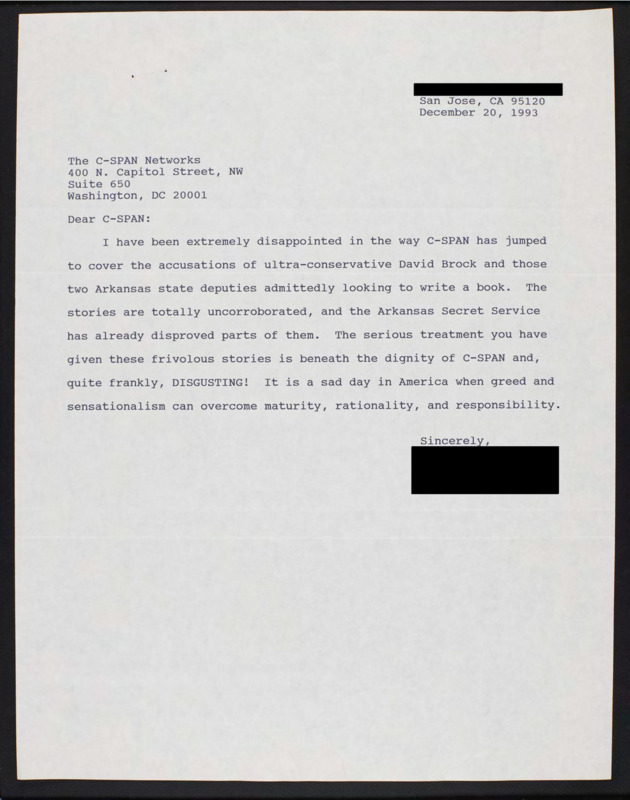 San Jose, CA 95120
December 20, 1993
The C-SPAN Networks
400 N. Capitol Street, NW
Suite 650
Washington, DC 20001
Dear C-SPAN:
I have been extremely disappointed in the way C-SPAN has jumped
to cover the accusations of ultra-conservative David Brock and those
two Arkansas state deputies admittedly looking to write a book.  The
stories are totally uncorroborated, and the Arkansas Secret Service
has already disproved parts of them.  The serious treatment you have
given these frivolous stories is beneath the dignity of C-SPAN and,
quite frankly, DISGUSTING!  It is a sad day in America when greed and
sensationalism can overcome maturity, rationality, and responsibility.
Sincerely,